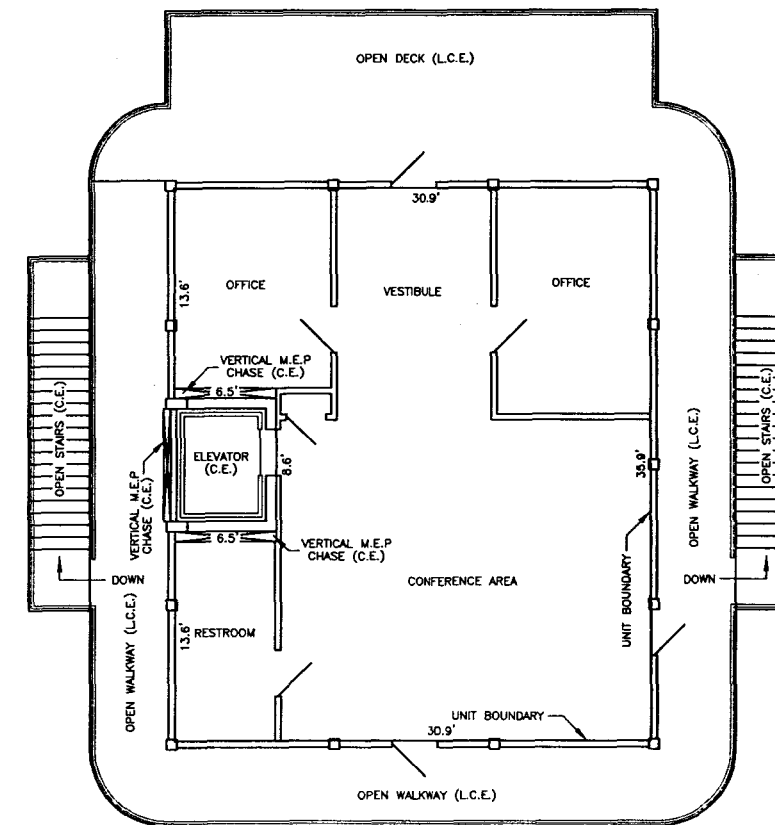 OPEN DECK (L.C.E.)
30.9'
OFFICE
VESTIBULE
OFFICE
13.6'
VERTICAL M.E.P
CHASE (C.E.)
6.5'
ELEVATOR
(C.E.)
8.6'
OPEN STAIRS (C.E.)
VERTICAL M.E.P
CHASE (C.E.)
35.9'
OPEN WALKWAY (L.C.E.)
OPEN STAIRS (C.E.)
6.5'
VERTICAL M.E.P
CHASE (C.E.)
DOWN
CONFERENCE AREA
UNIT BOUNDARY
DOWN
OPEN WALKWAY (L.C.E.)
13.6'
RESTROOM
UNIT BOUNDARY
30.9'
OPEN WALKWAY (L.C.E.)